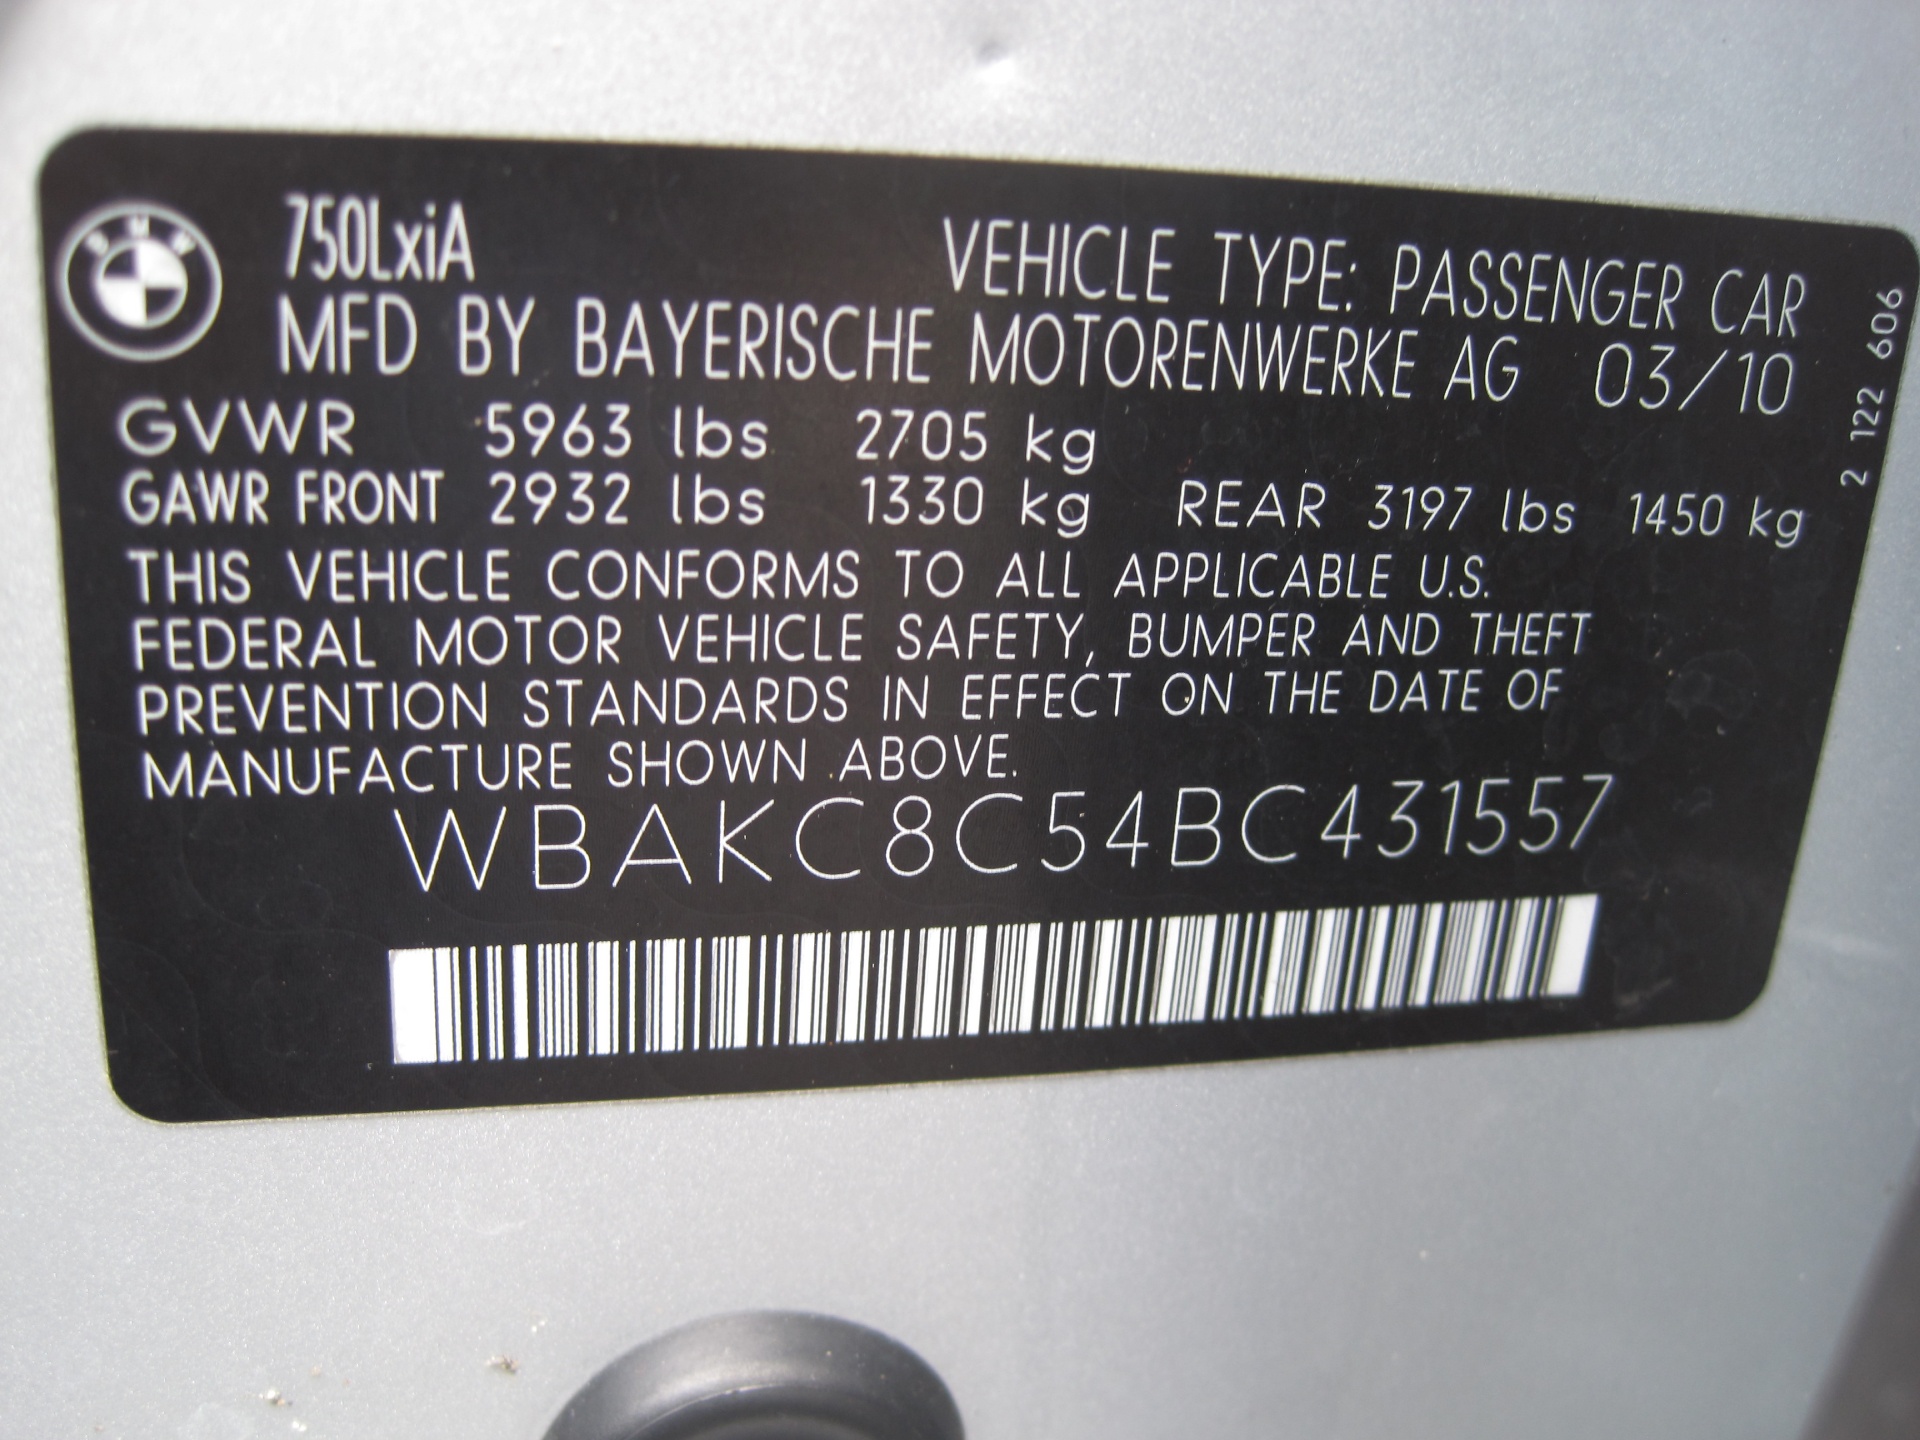 BMW
750LxiA
VEHICLE TYPE: PASSENGER CAR
MFD BY BAYERISCHE MOTORENWERKE AG 03/10
GVWR 5963 lbs 2705 kg
GAWR FRONT 2932 lbs 1330 kg REAR 3197 lbs 1450 kg
THIS VEHICLE CONFORMS TO ALL APPLICABLE U.S.
FEDERAL MOTOR VEHICLE SAFETY, BUMPER AND THEFT
PREVENTION STANDARDS IN EFFECT ON THE DATE OF
MANUFACTURE SHOWN ABOVE.
WBAKC8C54BC431557
2 122 606